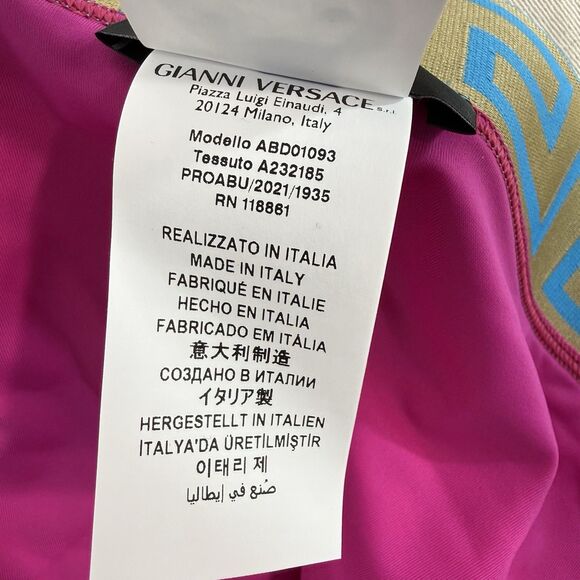 GIANNI VERSACE s.r.l.
Piazza Luigi Einaudi, 4
20124 Milano, Italy
Modello ABD01093
Tessuto A232185
PROABU/2021/1935
RN 118861
REALIZZATO IN ITALIA
MADE IN ITALY
FABRIQUÉ EN ITALIE
HECHO EN ITALIA
FABRICADO EM ITÁLIA
意大利制造
СОЗДАНО В ИТАЛИИ
イタリア製
HERGESTELLT IN ITALIEN
İTALYA'DA ÜRETİLMİŞTİR
이태리 제
صُنع في إيطاليا